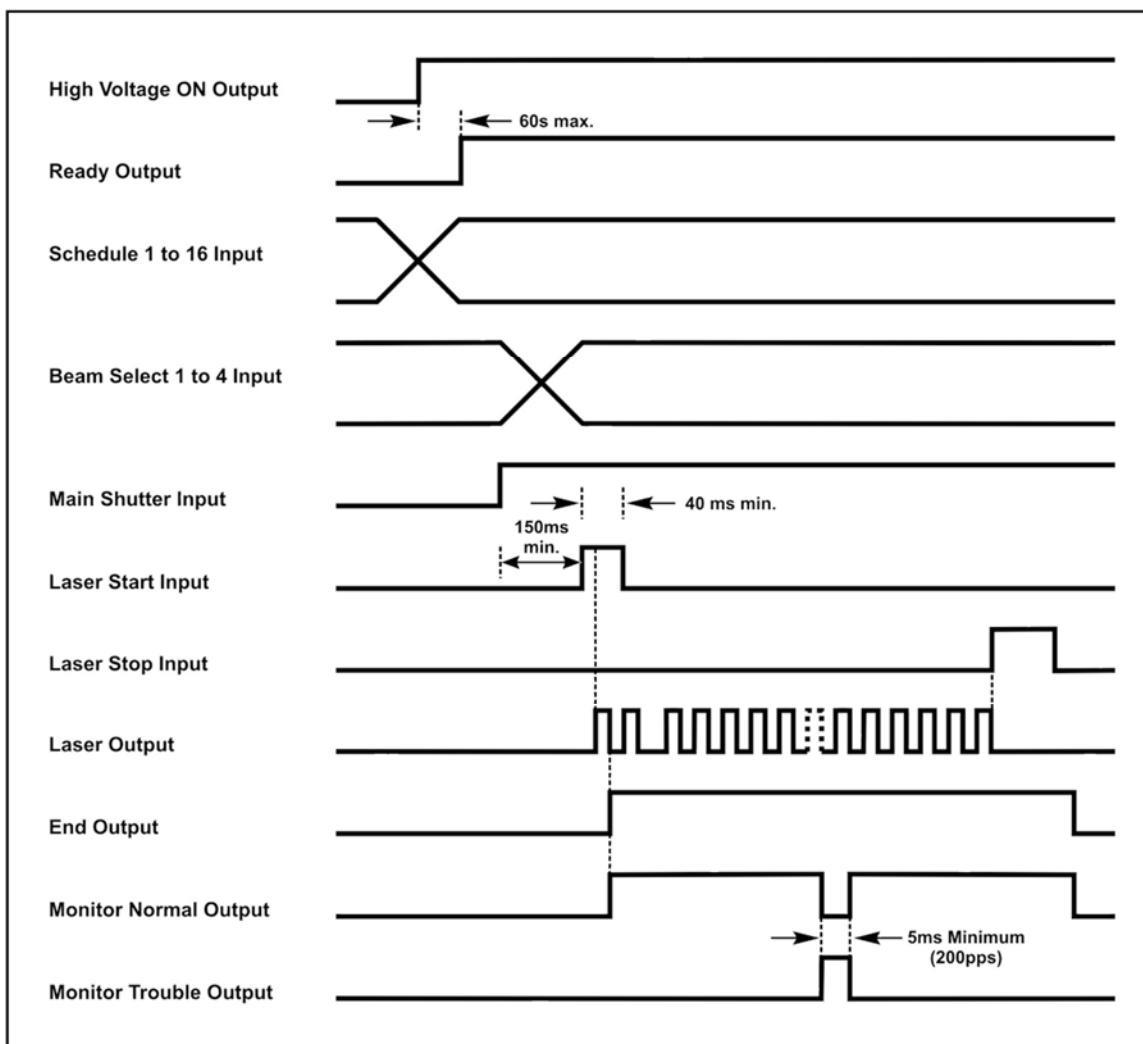 High Voltage ON Output
60s max.
Ready Output
Schedule 1 to 16 Input
Beam Select 1 to 4 Input
Main Shutter Input
40 ms min.
150ms
min.
Laser Start Input
Laser Stop Input
Laser Output
End Output
Monitor Normal Output
5ms Minimum
(200pps)
Monitor Trouble Output